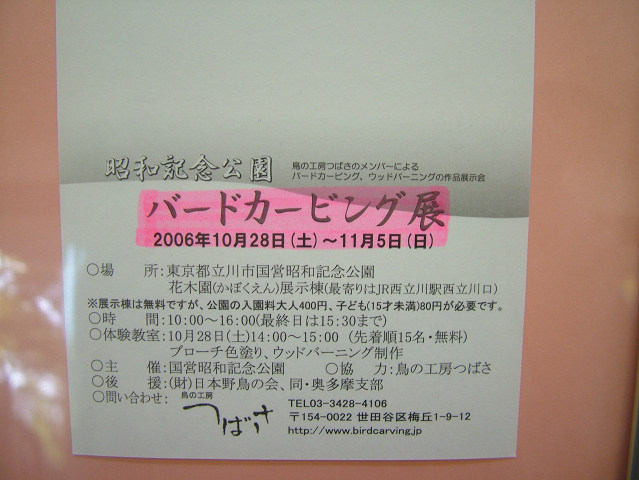 昭和記念公園
鳥の工房つばさのメンバーによる
バードカービング、ウッドバーニングの作品展示会
バードカービング展
2006年10月28日(土)～11月5日(日)
○場　所:東京都立川市国営昭和記念公園
花木園(かぼくえん)展示棟(最寄りはJR西立川駅西立川口)
※展示棟は無料ですが、公園の入園料大人400円、子ども(15才未満)80円が必要です。
○時　間:10:00～16:00(最終日は15:30まで)
○体験教室:10月28日(土)14:00～15:00 (先着順15名・無料)
ブローチ色塗り、ウッドバーニング制作
○主　催:国営昭和記念公園　○協　力:鳥の工房つばさ
○後　援:(財)日本野鳥の会、同・奥多摩支部
○問い合わせ:
鳥の工房
つばさ
TEL03-3428-4106
〒154-0022 世田谷区梅丘1-9-12
http://www.birdcarving.jp